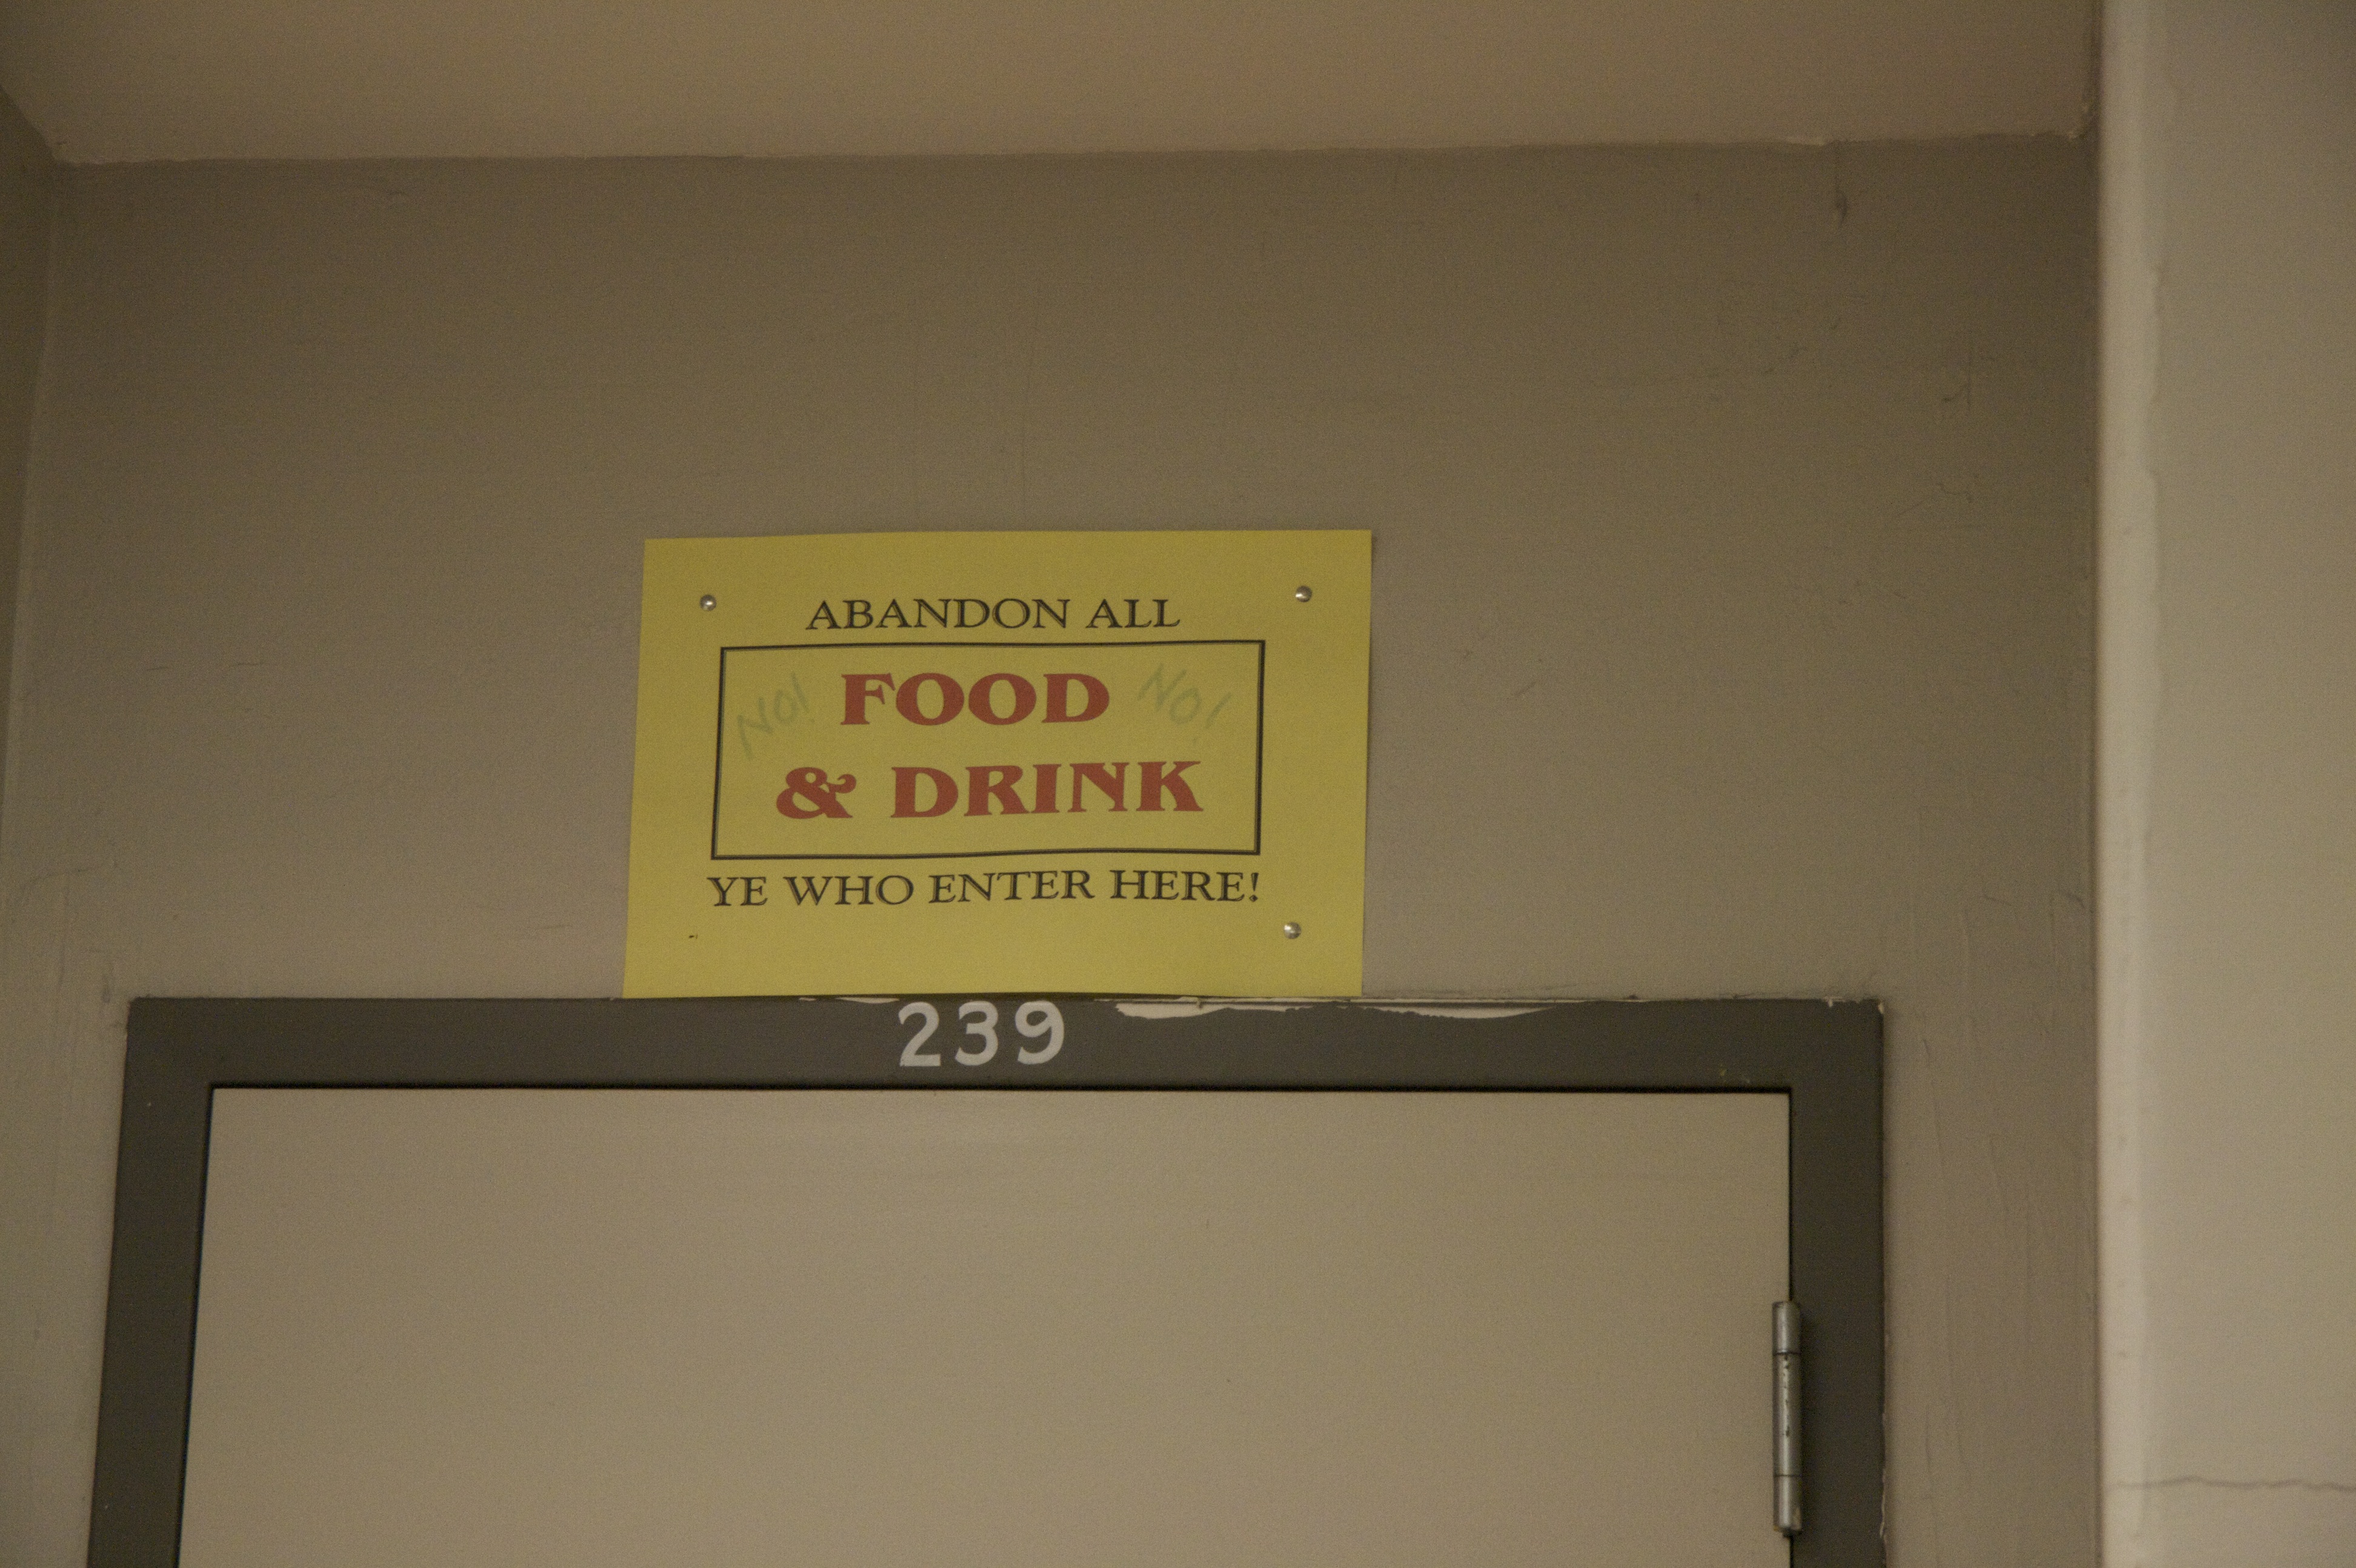 ABANDON ALL
NO! FOOD NO!
& DRINK
YE WHO ENTER HERE!
239